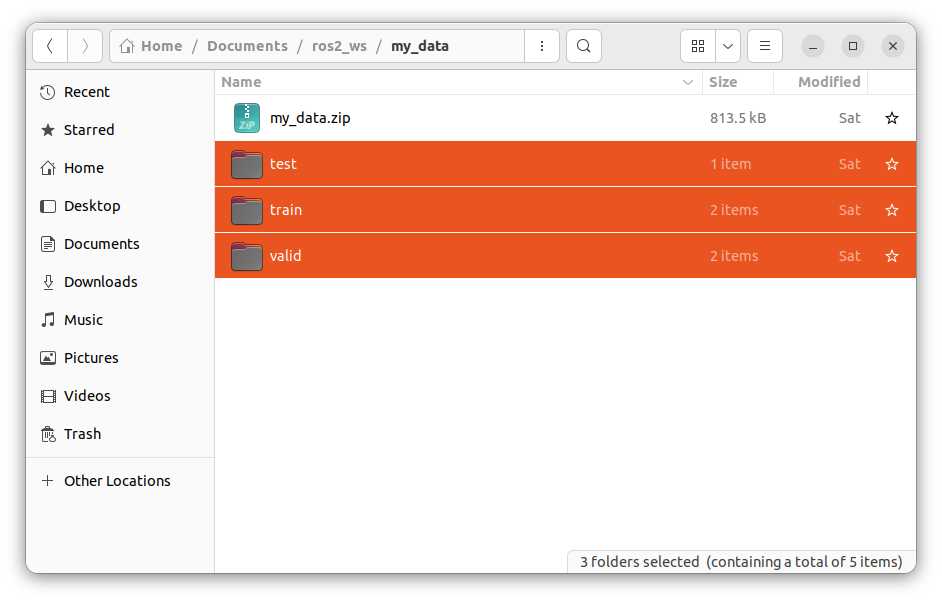 Home / Documents / ros2_ws / my_data
Recent
Starred
Home
Desktop
Documents
Downloads
Music
Pictures
Videos
Trash
Other Locations
Name Size Modified
ZIP my_data.zip 813.5 kB Sat
test 1 item Sat
train 2 items Sat
valid 2 items Sat
3 folders selected (containing a total of 5 items)